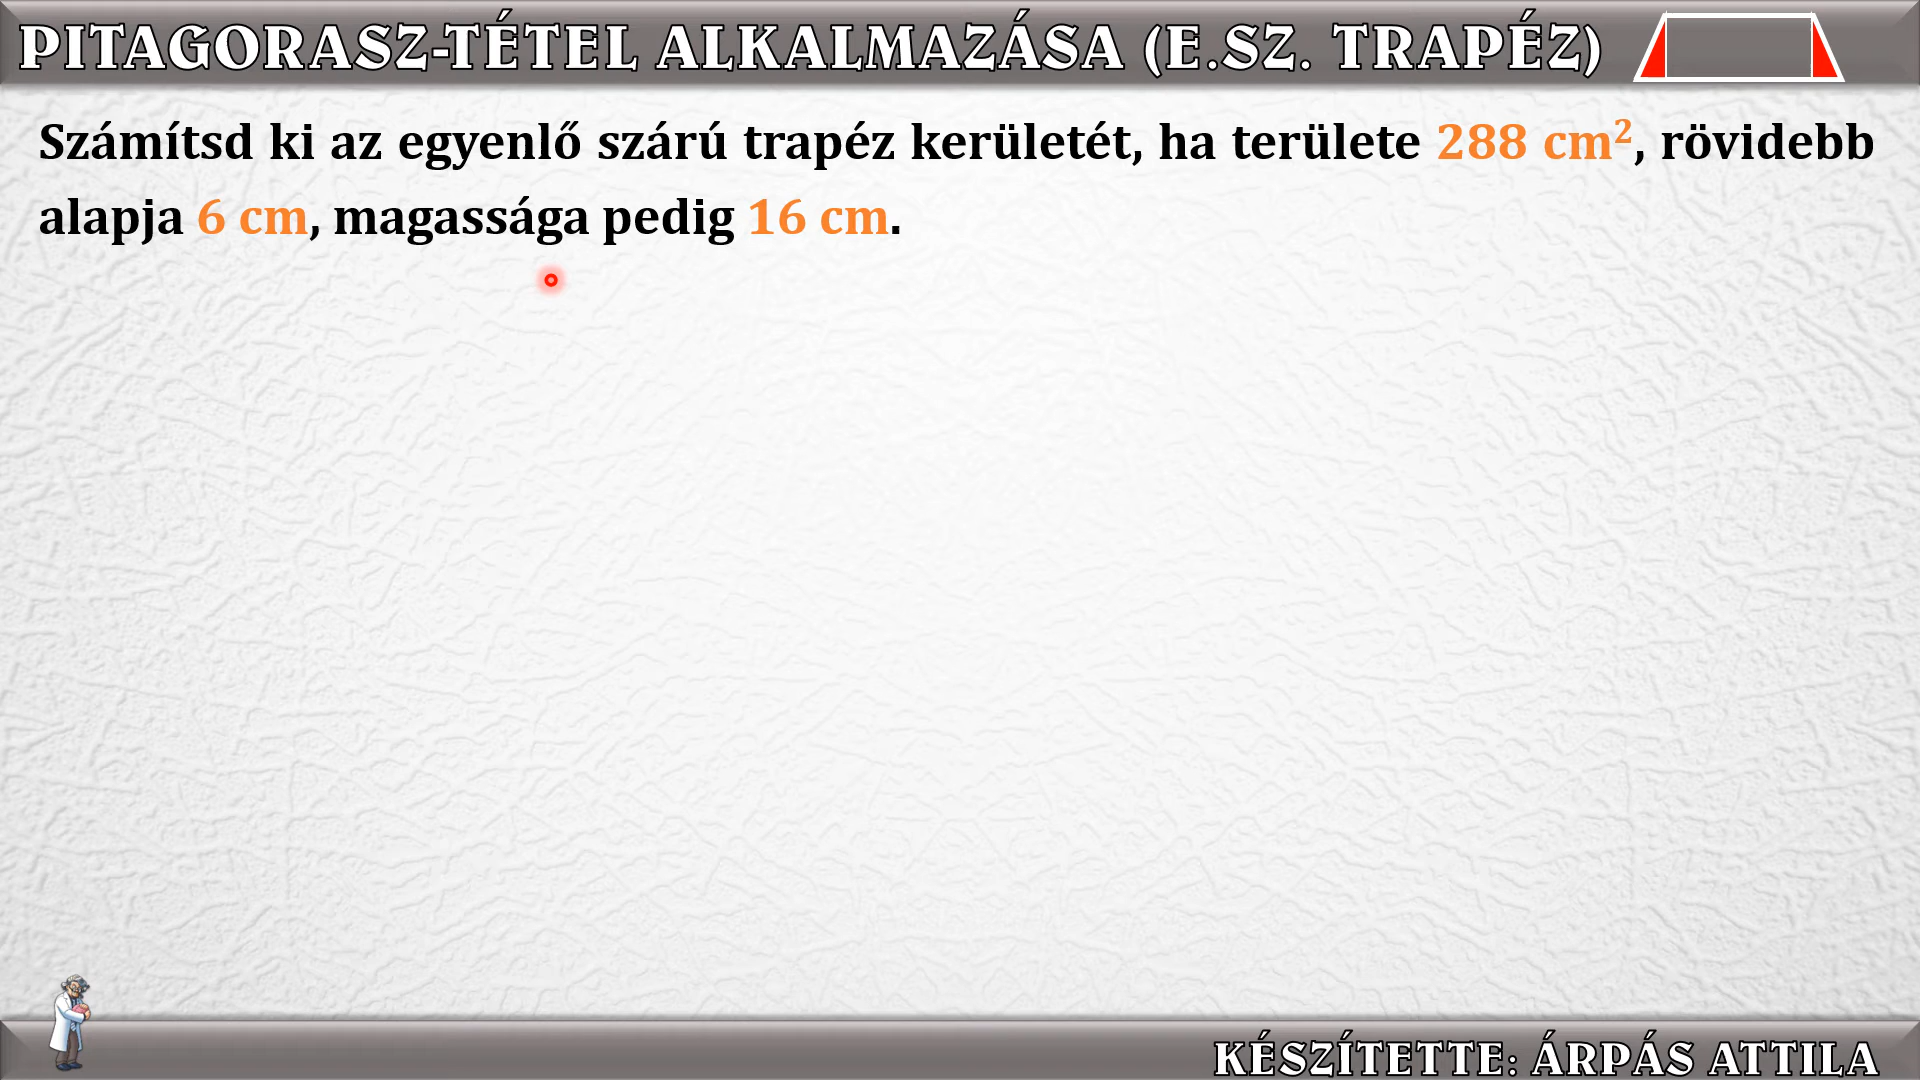 PITAGORASZ-TÉTEL ALKALMAZÁSA (E.SZ. TRAPÉZ)
Számítsd ki az egyenlő szárú trapéz kerületét, ha területe 288 cm², rövidebb
alapja 6 cm, magassága pedig 16 cm.
KÉSZÍTETTE: ÁRPÁS ATTILA